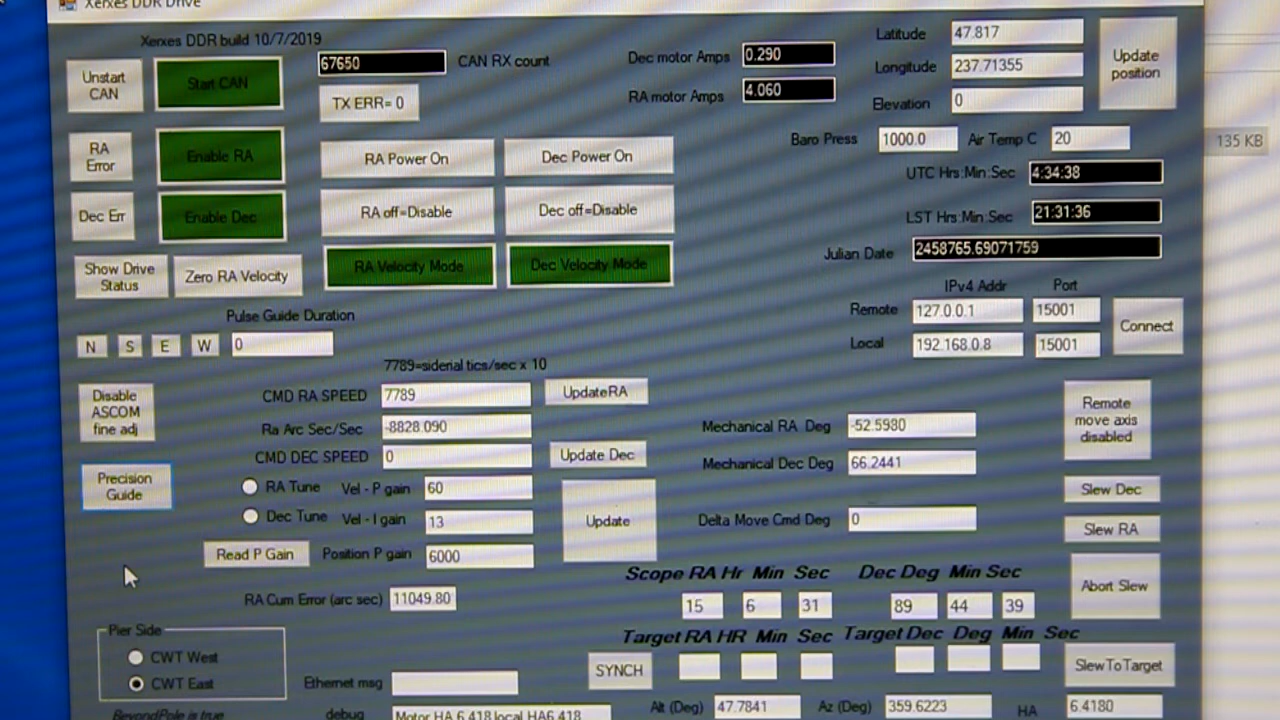 Xerxes DDR Drive
Xerxes DDR build 10/7/2019
Unstart CAN
Start CAN
67650
CAN RX count
TX ERR= 0
Dec motor Amps
0.290
RA motor Amps
4.060
Latitude
47.817
Longitude
237.71355
Elevation
0
Update position
Baro Press
1000.0
Air Temp C
20
135 KB
RA Error
Enable RA
RA Power On
Dec Power On
UTC Hrs:Min:Sec
4:34:38
Dec Err
Enable Dec
RA off=Disable
Dec off=Disable
LST Hrs:Min:Sec
21:31:36
Show Drive Status
Zero RA Velocity
RA Velocity Mode
Dec Velocity Mode
Julian Date
2458765.69071759
IPv4 Addr
Port
Remote
127.0.0.1
15001
Local
192.168.0.8
15001
Connect
Pulse Guide Duration
N
S
E
W
0
7789=siderial tics/sec x 10
Disable ASCOM fine adj
CMD RA SPEED
7789
UpdateRA
Ra Arc Sec/Sec
-8828.090
CMD DEC SPEED
0
Update Dec
Mechanical RA Deg
-52.5980
Mechanical Dec Deg
66.2441
Remote move axis disabled
Precision Guide
RA Tune
Vel - P gain
60
Dec Tune
Vel - I gain
13
Update
Slew Dec
Delta Move Cmd Deg
0
Slew RA
Read P Gain
Position P gain
6000
Abort Slew
RA Cum Error (arc sec)
11049.80
Scope RA Hr Min Sec
Dec Deg Min Sec
15
6
31
89
44
39
Pier Side
CWT West
CWT East
Target RA HR Min Sec
Target Dec Deg Min Sec
SYNCH
SlewToTarget
Ethernet msg
BeyondPole is true
debug
Motor HA 6.418 local HA6.418
Alt (Deg)
47.7841
Az (Deg)
359.6223
HA
6.4180